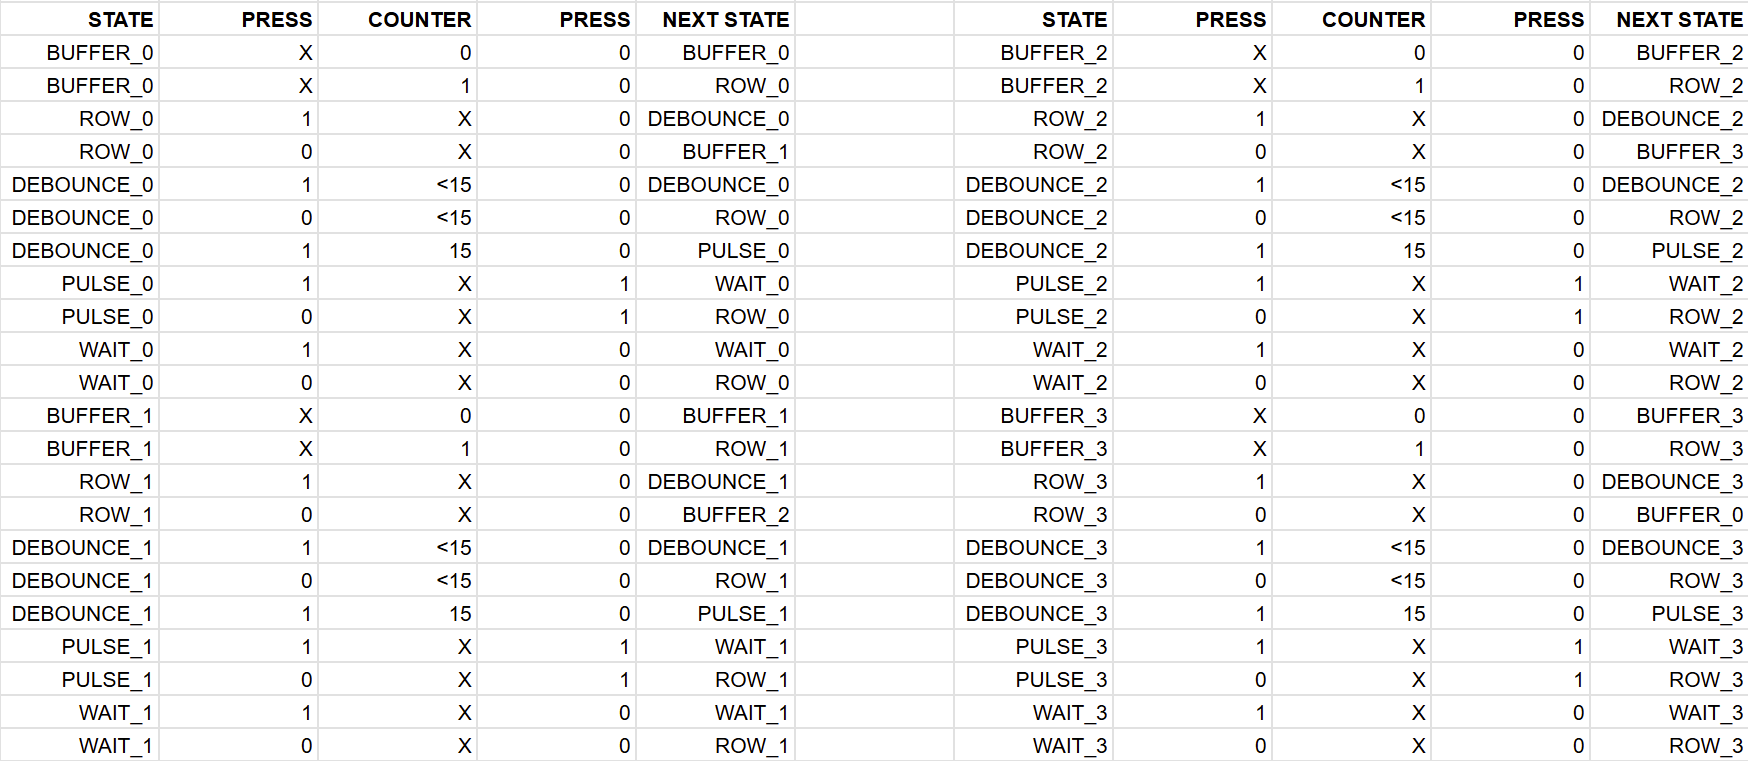 STATE PRESS COUNTER PRESS NEXT STATE STATE PRESS COUNTER PRESS NEXT STATE
BUFFER_0 X 0 0 BUFFER_0 BUFFER_2 X 0 0 BUFFER_2
BUFFER_0 X 1 0 ROW_0 BUFFER_2 X 1 0 ROW_2
ROW_0 1 X 0 DEBOUNCE_0 ROW_2 1 X 0 DEBOUNCE_2
ROW_0 0 X 0 BUFFER_1 ROW_2 0 X 0 BUFFER_3
DEBOUNCE_0 1 <15 0 DEBOUNCE_0 DEBOUNCE_2 1 <15 0 DEBOUNCE_2
DEBOUNCE_0 0 <15 0 ROW_0 DEBOUNCE_2 0 <15 0 ROW_2
DEBOUNCE_0 1 15 0 PULSE_0 DEBOUNCE_2 1 15 0 PULSE_2
PULSE_0 1 X 1 WAIT_0 PULSE_2 1 X 1 WAIT_2
PULSE_0 0 X 1 ROW_0 PULSE_2 0 X 1 ROW_2
WAIT_0 1 X 0 WAIT_0 WAIT_2 1 X 0 WAIT_2
WAIT_0 0 X 0 ROW_0 WAIT_2 0 X 0 ROW_2
BUFFER_1 X 0 0 BUFFER_1 BUFFER_3 X 0 0 BUFFER_3
BUFFER_1 X 1 0 ROW_1 BUFFER_3 X 1 0 ROW_3
ROW_1 1 X 0 DEBOUNCE_1 ROW_3 1 X 0 DEBOUNCE_3
ROW_1 0 X 0 BUFFER_2 ROW_3 0 X 0 BUFFER_0
DEBOUNCE_1 1 <15 0 DEBOUNCE_1 DEBOUNCE_3 1 <15 0 DEBOUNCE_3
DEBOUNCE_1 0 <15 0 ROW_1 DEBOUNCE_3 0 <15 0 ROW_3
DEBOUNCE_1 1 15 0 PULSE_1 DEBOUNCE_3 1 15 0 PULSE_3
PULSE_1 1 X 1 WAIT_1 PULSE_3 1 X 1 WAIT_3
PULSE_1 0 X 1 ROW_1 PULSE_3 0 X 1 ROW_3
WAIT_1 1 X 0 WAIT_1 WAIT_3 1 X 0 WAIT_3
WAIT_1 0 X 0 ROW_1 WAIT_3 0 X 0 ROW_3